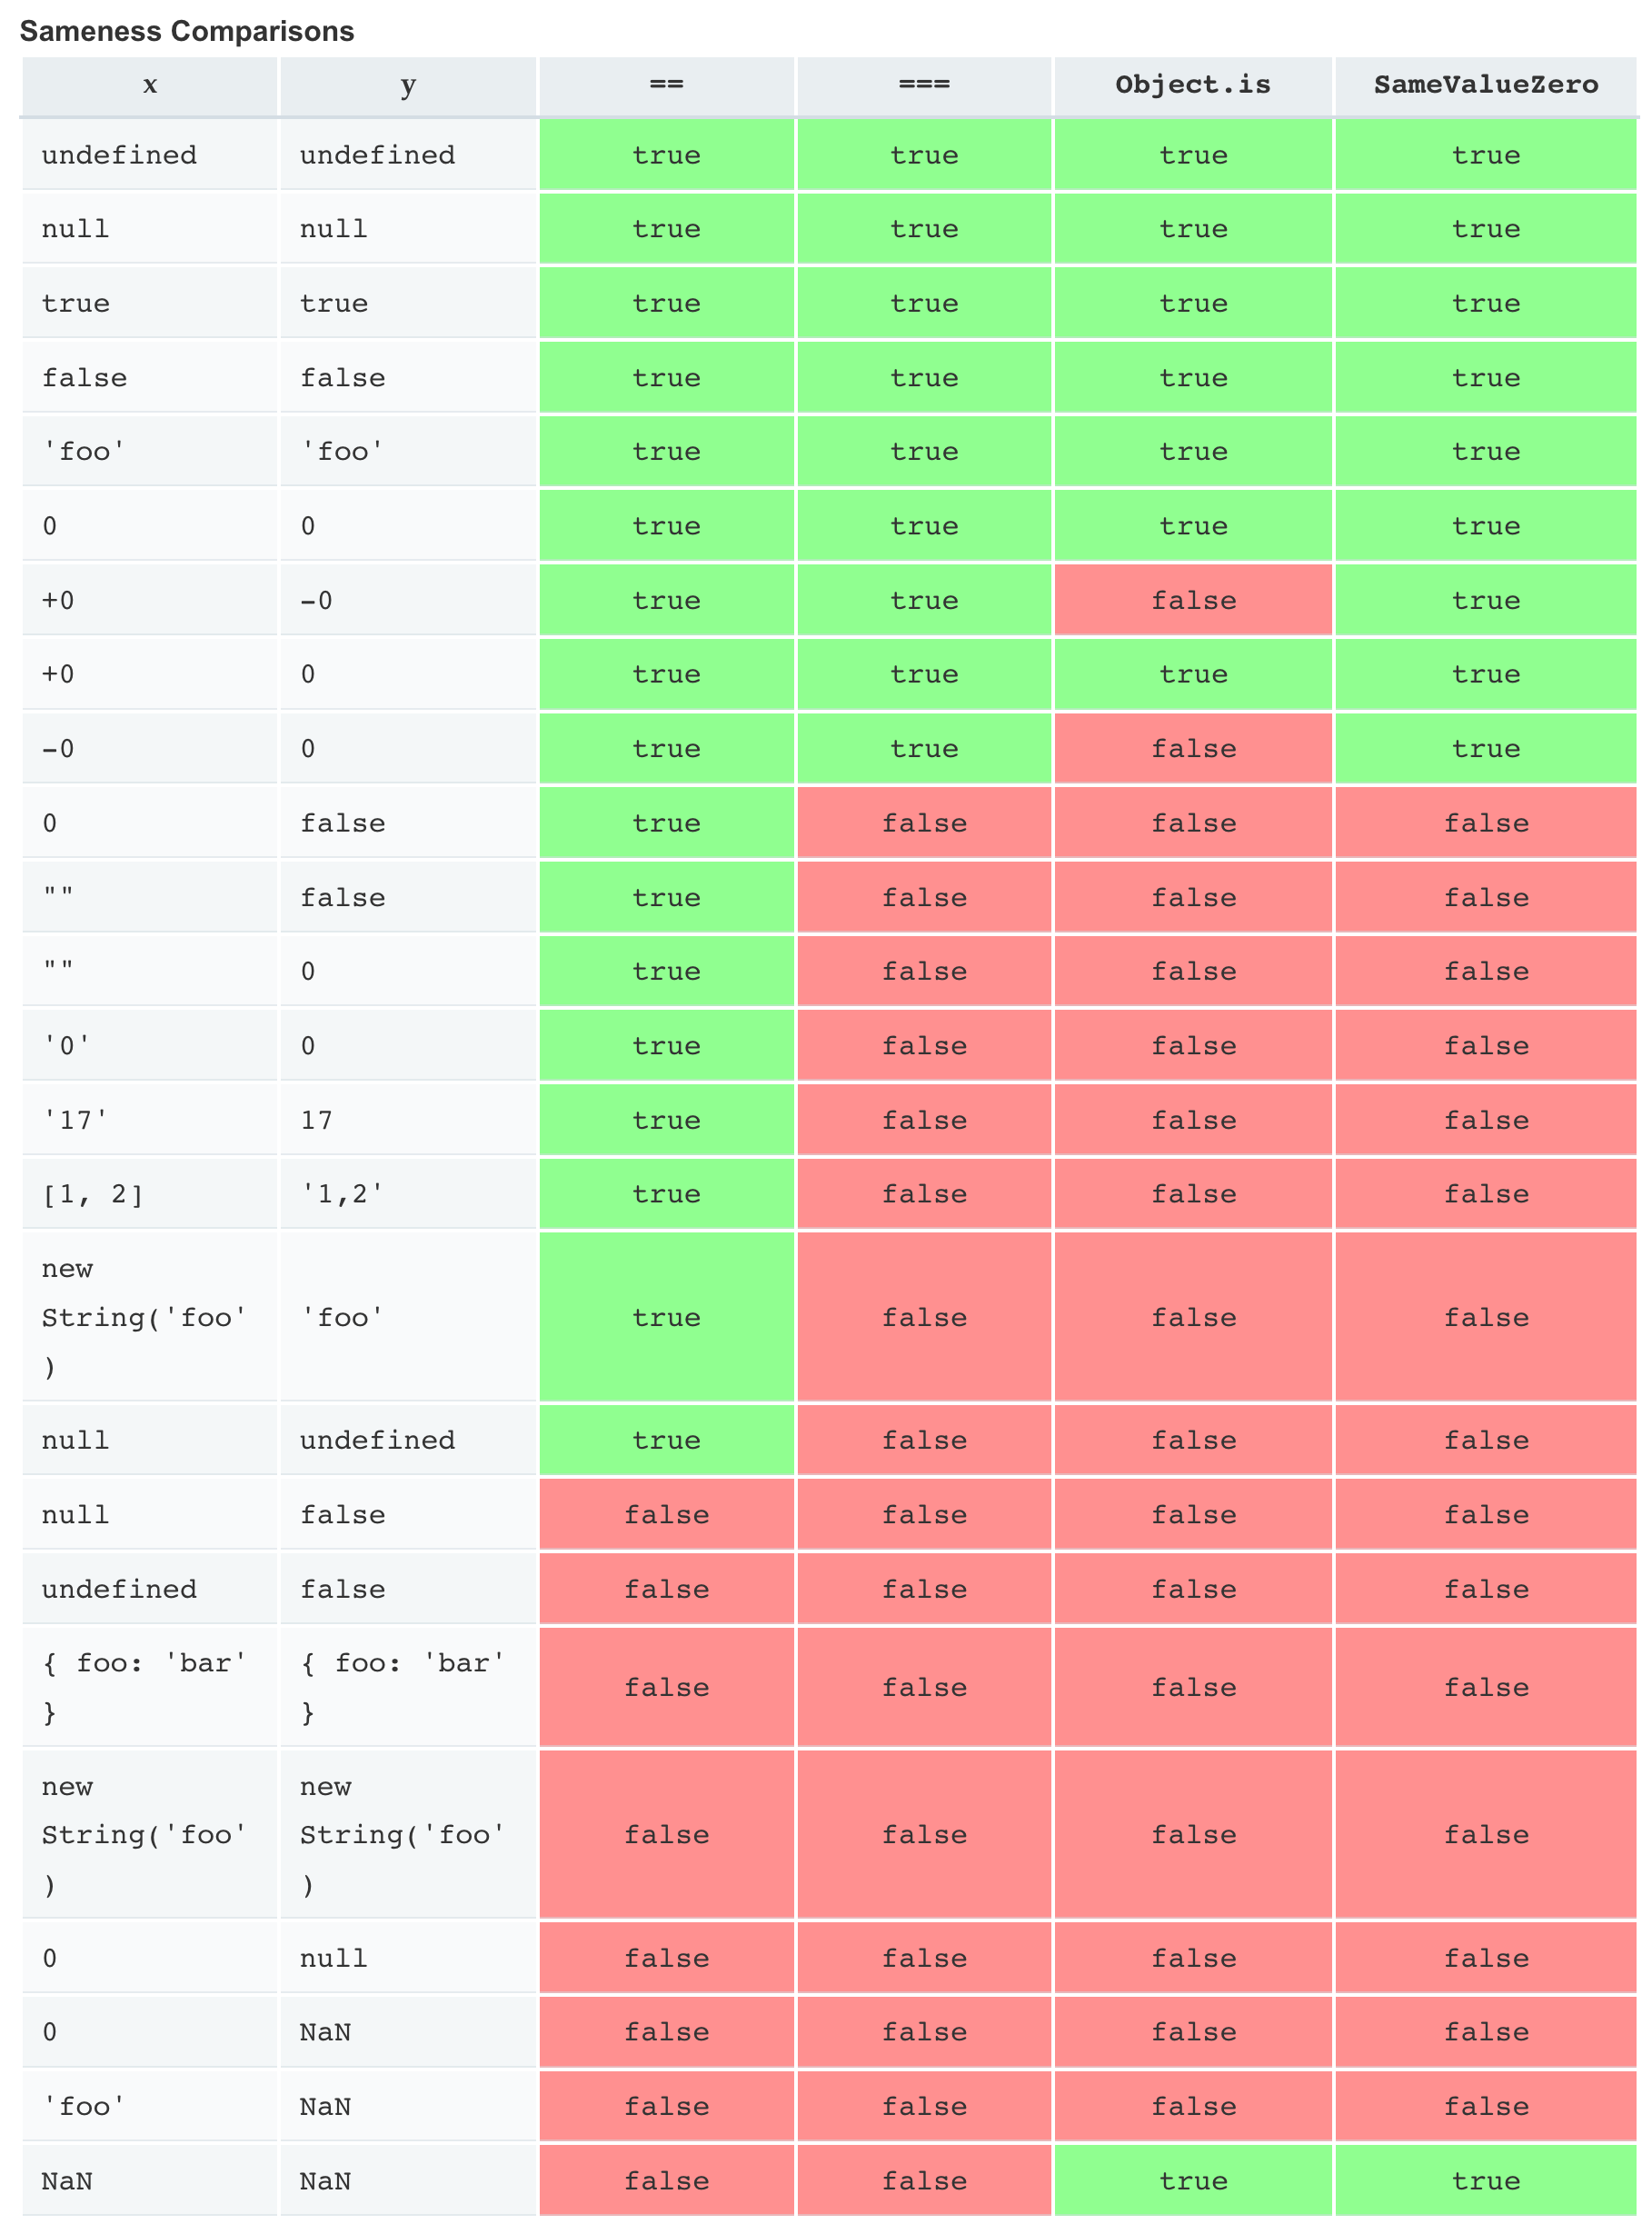 Sameness Comparisons
x y == === Object.is SameValueZero
undefined undefined true true true true
null null true true true true
true true true true true true
false false true true true true
'foo' 'foo' true true true true
0 0 true true true true
+0 -0 true true false true
+0 0 true true true true
-0 0 true true false true
0 false true false false false
"" false true false false false
"" 0 true false false false
'0' 0 true false false false
'17' 17 true false false false
[1, 2] '1,2' true false false false
new
String('foo' 'foo' true false false false
)
null undefined true false false false
null false false false false false
undefined false false false false false
{ foo: 'bar' { foo: 'bar' false false false false
} }
new new
String('foo' String('foo' false false false false
) )
0 null false false false false
0 NaN false false false false
'foo' NaN false false false false
NaN NaN false false true true